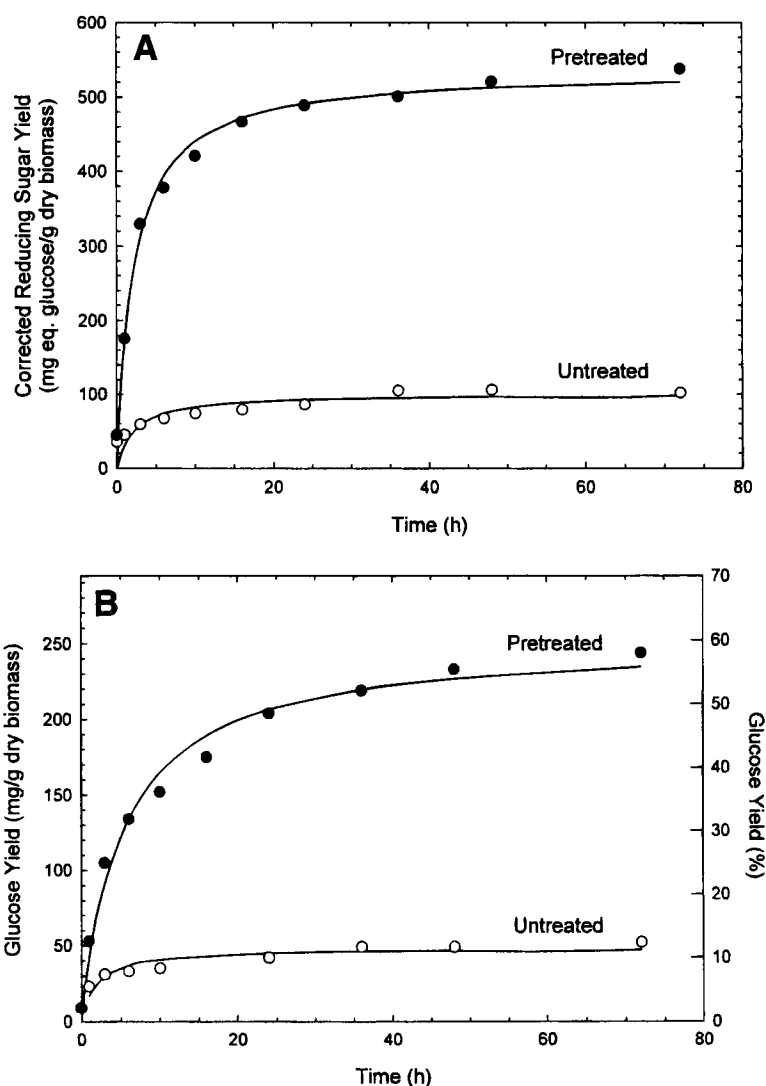 A
Corrected Reducing Sugar Yield
(mg eq. glucose/g dry biomass)
600
500
400
300
200
100
0
Pretreated
Untreated
0 20 40 60 80
Time (h)
B
Glucose Yield (mg/g dry biomass)
250
200
150
100
50
0
Pretreated
Untreated
70
60
50
40
30
20
10
0
Glucose Yield (%)
0 20 40 60 80
Time (h)